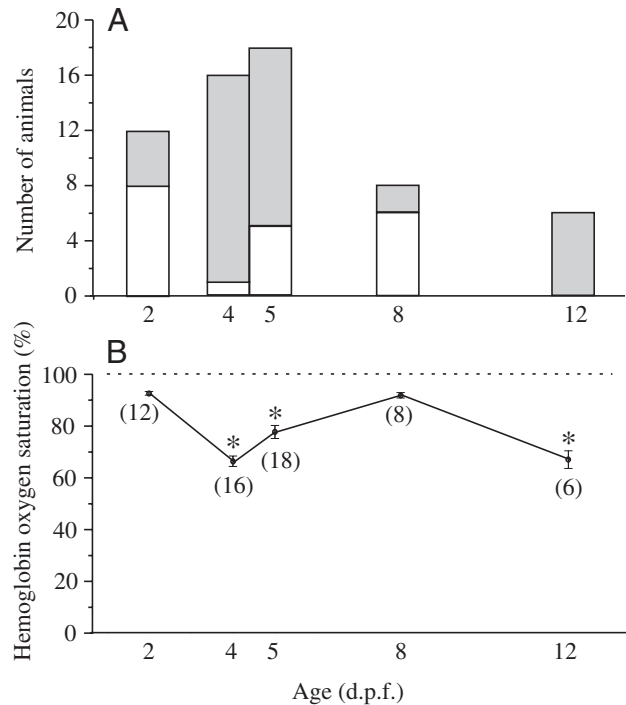 A
Number of animals
20
16
12
8
4
0
2 4 5 8 12
B
Hemoglobin oxygen saturation (%)
100
80
60
40
20
0
(12)
*
(16)
*
(18)
(8)
*
(6)
2 4 5 8 12
Age (d.p.f.)